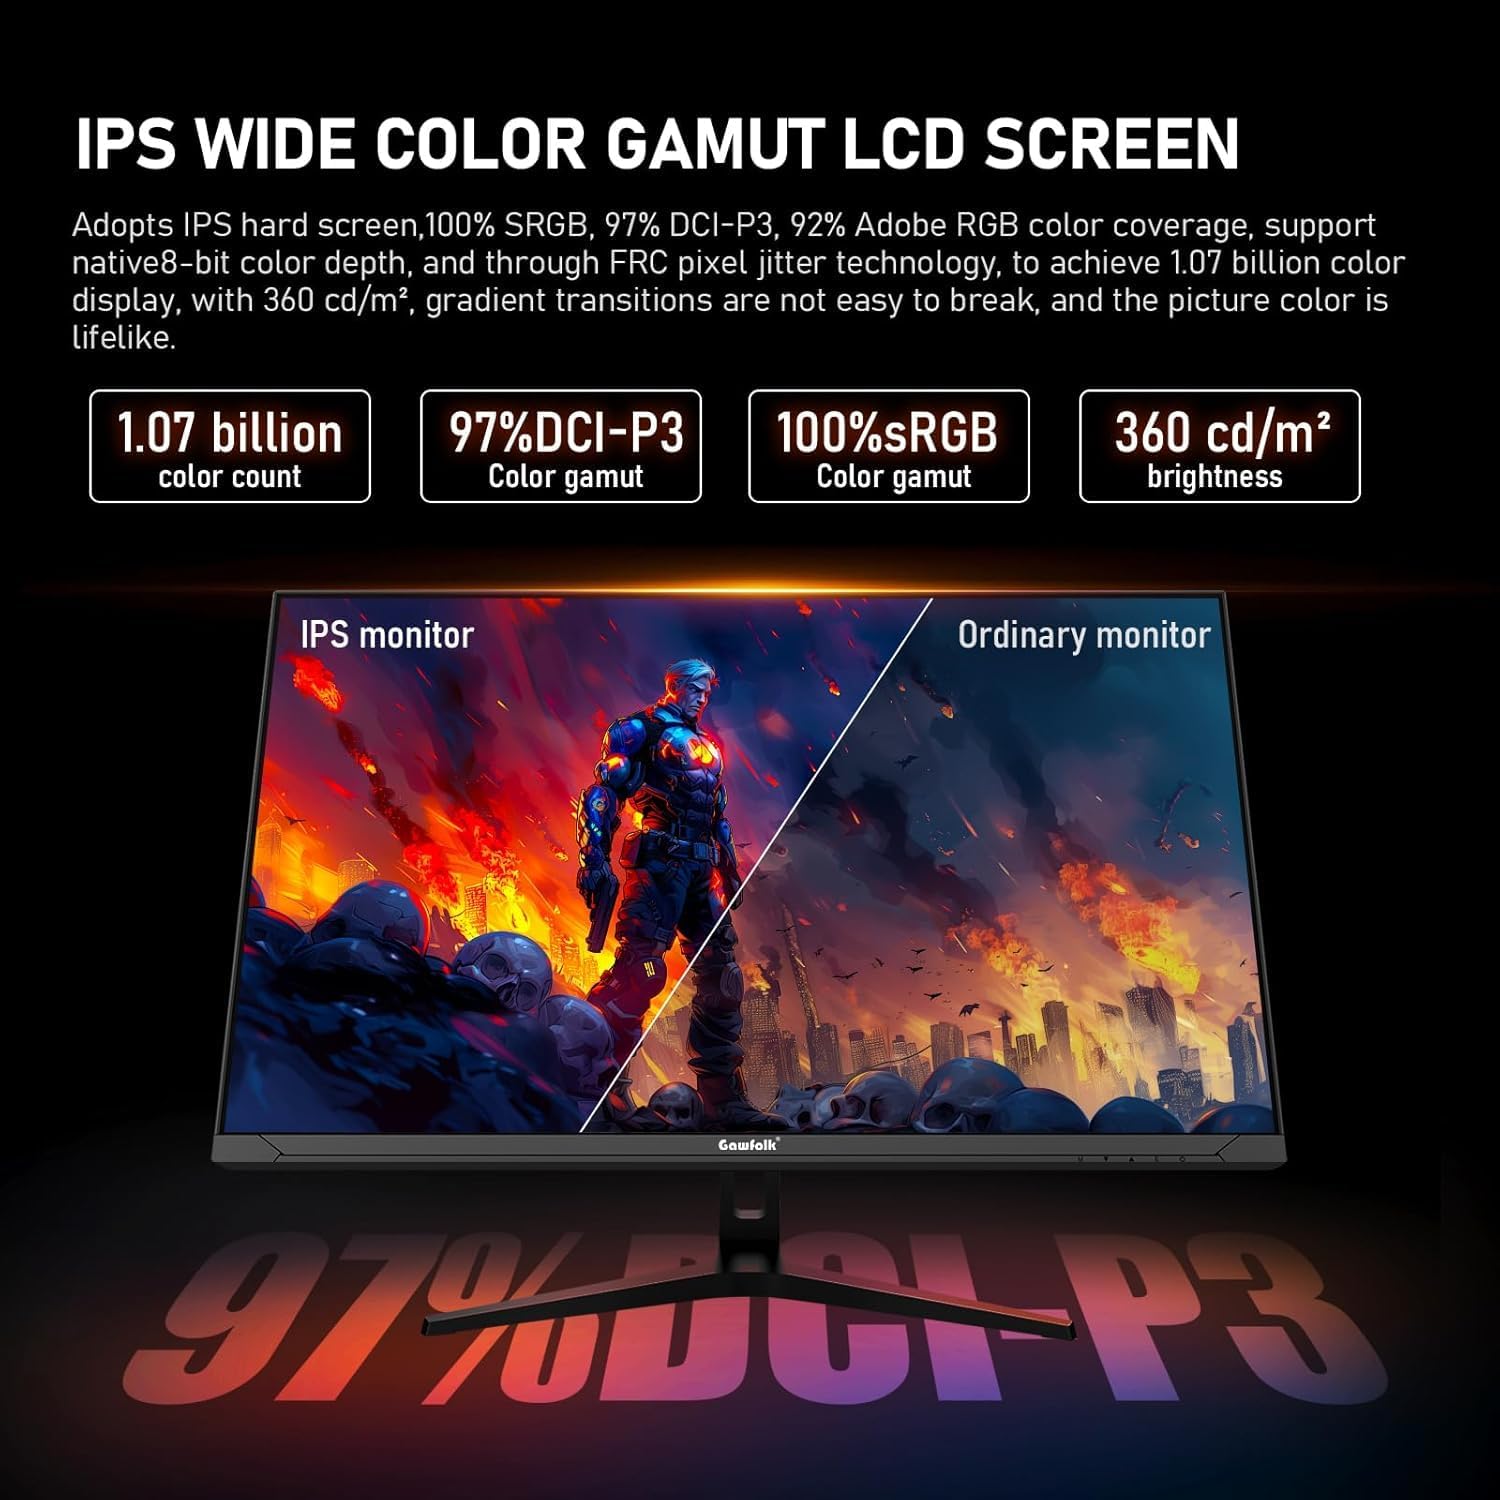 IPS WIDE COLOR GAMUT LCD SCREEN
Adopts IPS hard screen,100% SRGB, 97% DCI-P3, 92% Adobe RGB color coverage, support
native8-bit color depth, and through FRC pixel jitter technology, to achieve 1.07 billion color
display, with 360 cd/m², gradient transitions are not easy to break, and the picture color is
lifelike.
1.07 billion
color count
97%DCI-P3
Color gamut
100%sRGB
Color gamut
360 cd/m²
brightness
IPS monitor
Ordinary monitor
Gawfolk®
97%DCI-P3